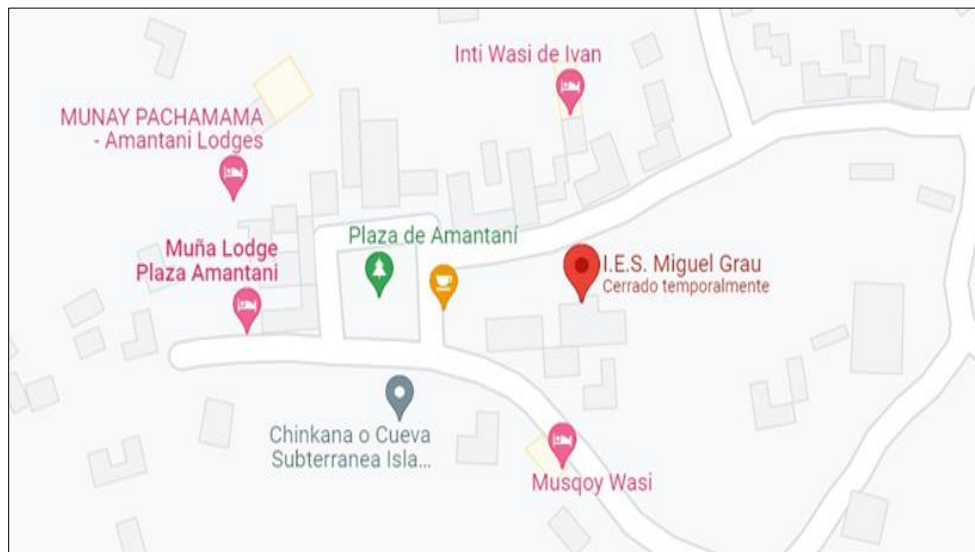 Inti Wasi de Ivan
MUNAY PACHAMAMA
- Amantani Lodges
Plaza de Amantaní
Muña Lodge
Plaza Amantani
I.E.S. Miguel Grau
Cerrado temporalmente
Chinkana o Cueva
Subterranea Isla...
Musqoy Wasi